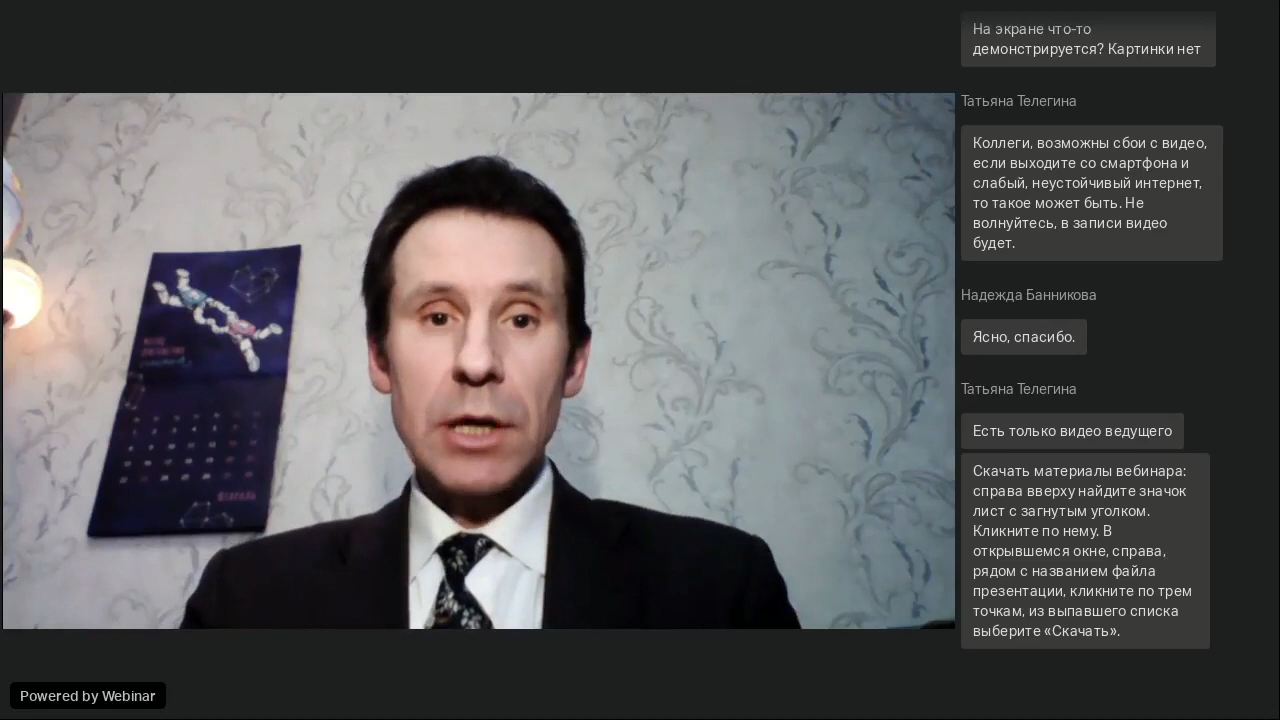 На экране что-то
демонстрируется? Картинки нет
Татьяна Телегина
Коллеги, возможны сбои с видео,
если выходите со смартфона и
слабый, неустойчивый интернет,
то такое может быть. Не
волнуйтесь, в записи видео
будет.
Надежда Банникова
Ясно, спасибо.
Татьяна Телегина
Есть только видео ведущего
Скачать материалы вебинара:
справа вверху найдите значок
лист с загнутым уголком.
Кликните по нему. В
открывшемся окне, справа,
рядом с названием файла
презентации, кликните по трем
точкам, из выпавшего списка
выберите «Скачать».
ФЕВРАЛЬ
Powered by Webinar